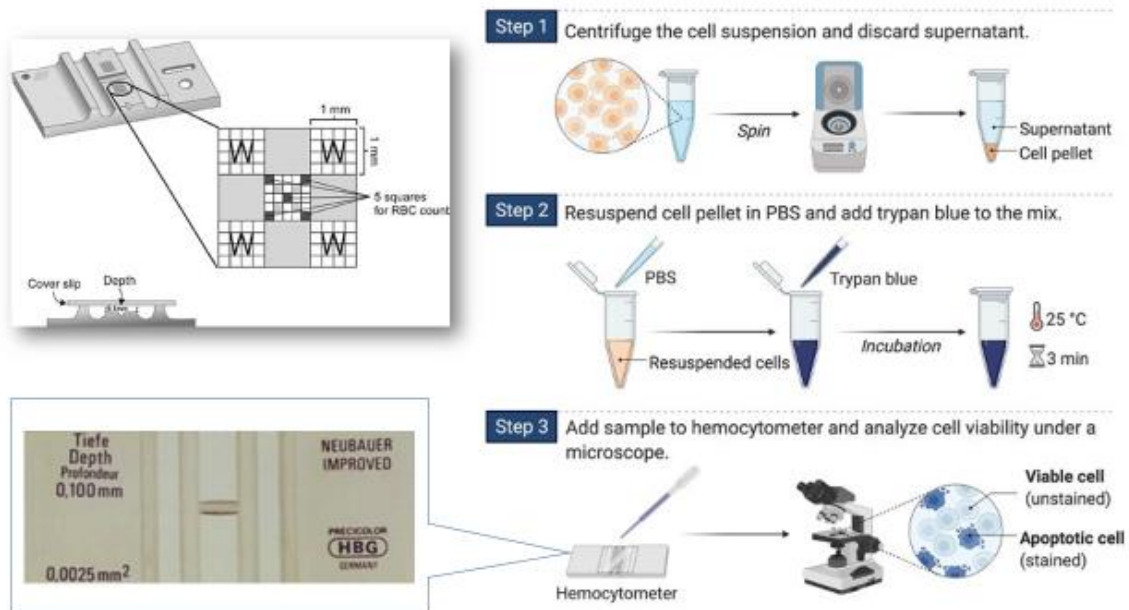 1 mm
1 mm
W
W
W
W
5 squares
for RBC count
Cover slip
Depth
0.1mm
Tiefe
Depth
Profondeur
0,100 mm
0,0025 mm²
NEUBAUER
IMPROVED
PRECICOLOR
HBG
GERMANY
Step 1
Centrifuge the cell suspension and discard supernatant.
Spin
Supernatant
Cell pellet
Step 2
Resuspend cell pellet in PBS and add trypan blue to the mix.
PBS
Trypan blue
Resuspended cells
Incubation
25 °C
3 min
Step 3
Add sample to hemocytometer and analyze cell viability under a
microscope.
Hemocytometer
Viable cell
(unstained)
Apoptotic cell
(stained)